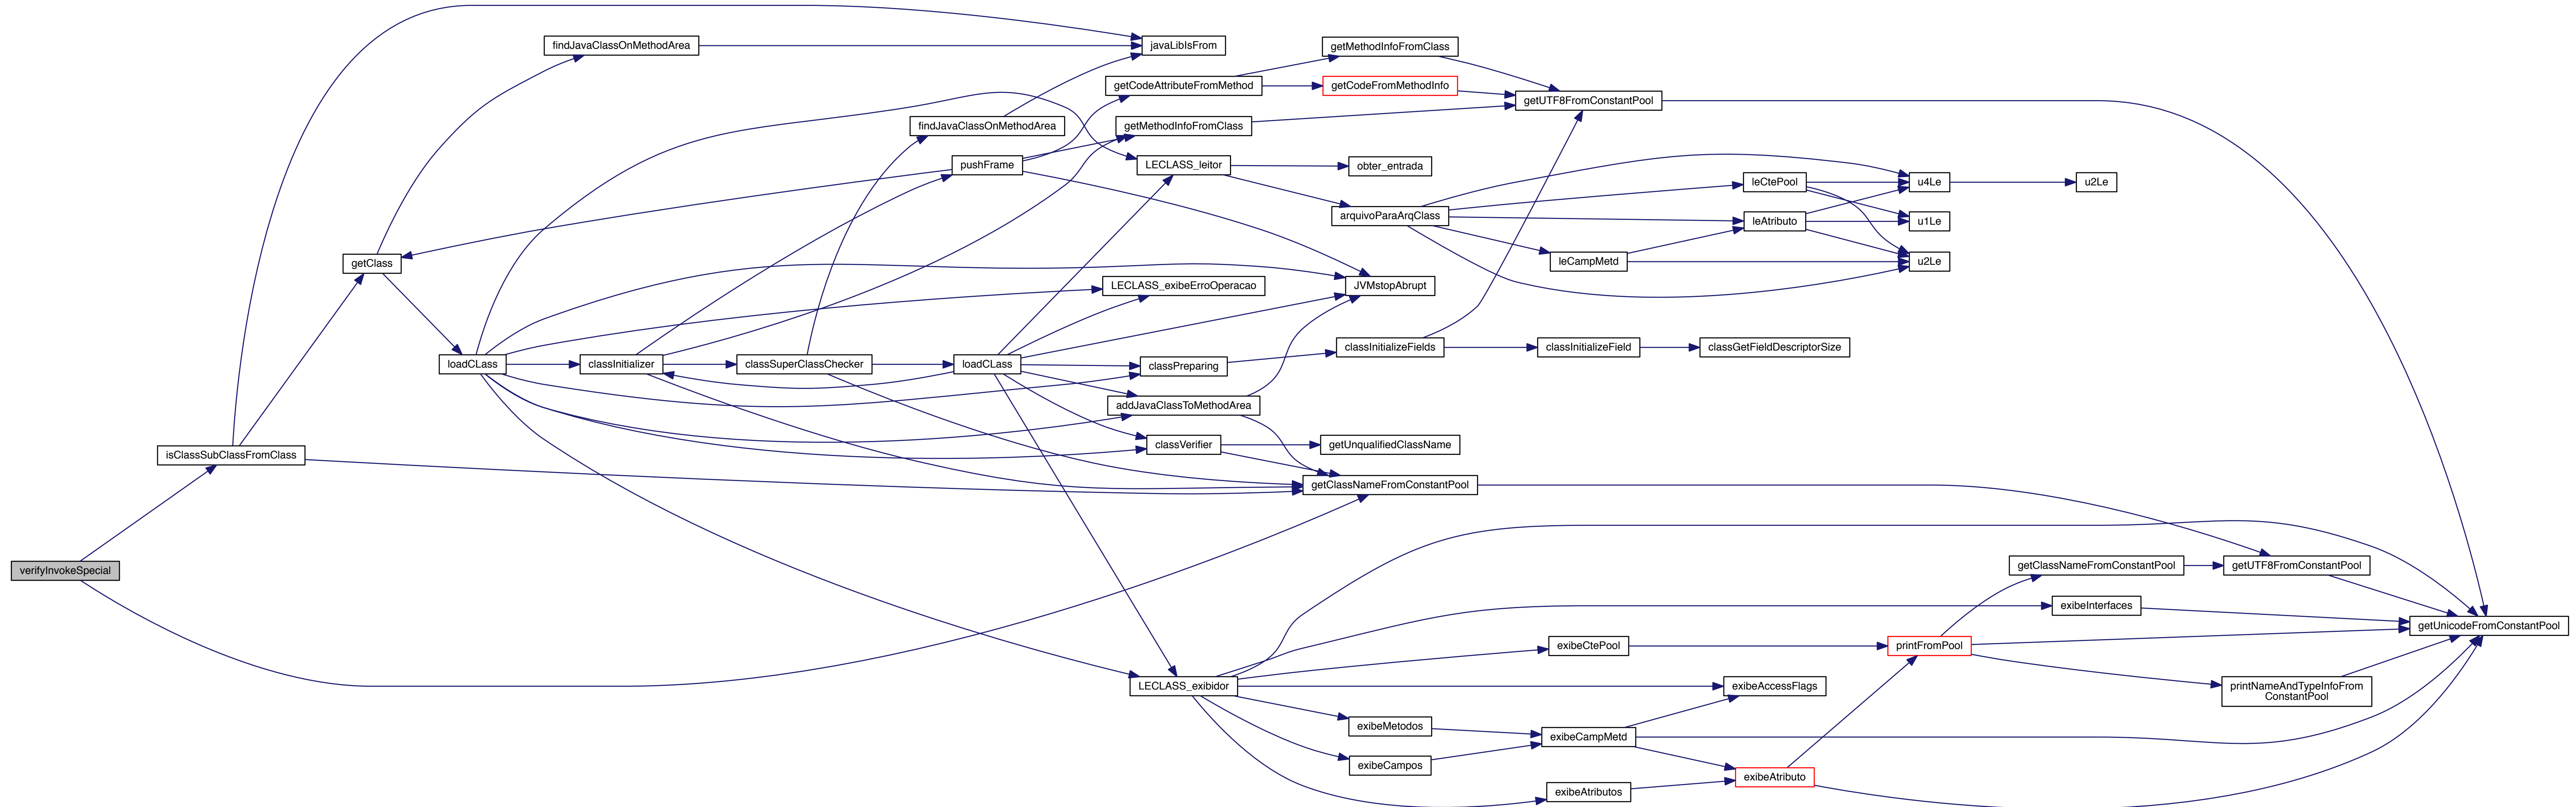 verifyInvokeSpecial
isClassSubClassFromClass
getClass
findJavaClassOnMethodArea
loadCLass
classInitializer
classSuperClassChecker
findJavaClassOnMethodArea
pushFrame
loadCLass
javaLibIsFrom
getCodeAttributeFromMethod
getMethodInfoFromClass
LECLASS_leitor
LECLASS_exibeErroOperacao
classPreparing
addJavaClassToMethodArea
classVerifier
LECLASS_exibidor
getMethodInfoFromClass
getCodeFromMethodInfo
obter_entrada
arquivoParaArqClass
JVMstopAbrupt
classInitializeFields
getUnqualifiedClassName
getClassNameFromConstantPool
exibeMetodos
exibeCampos
getUTF8FromConstantPool
leCampMetd
classInitializeField
exibeCtePool
exibeCampMetd
exibeAtributos
leCtePool
leAtributo
classGetFieldDescriptorSize
exibeAccessFlags
exibeAtributo
u4Le
u1Le
u2Le
printFromPool
u2Le
getClassNameFromConstantPool
exibeInterfaces
getUTF8FromConstantPool
printNameAndTypeInfoFrom
ConstantPool
getUnicodeFromConstantPool